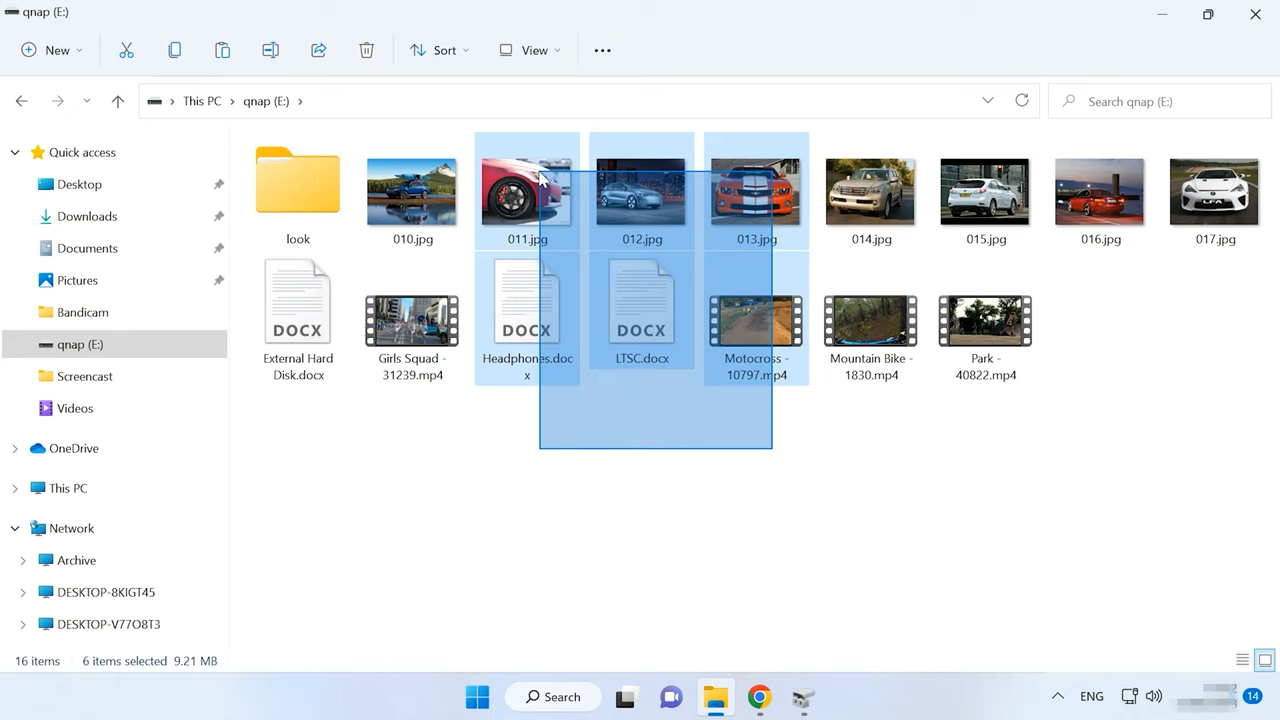 qnap (E:)
New
Sort
View
This PC
qnap (E:)
Search qnap (E:)
Quick access
Desktop
Downloads
Documents
Pictures
Bandicam
qnap (E:)
Screencast
Videos
OneDrive
This PC
Network
Archive
DESKTOP-8KIGT45
DESKTOP-V77O8T3
look
010.jpg
011.jpg
012.jpg
013.jpg
014.jpg
015.jpg
016.jpg
017.jpg
DOCX
External Hard
Disk.docx
Girls Squad -
31239.mp4
DOCX
Headphones.doc
x
DOCX
LTSC.docx
Motocross -
10797.mp4
Mountain Bike -
1830.mp4
Park -
40822.mp4
16 items
6 items selected 9.21 MB
Search
ENG
14